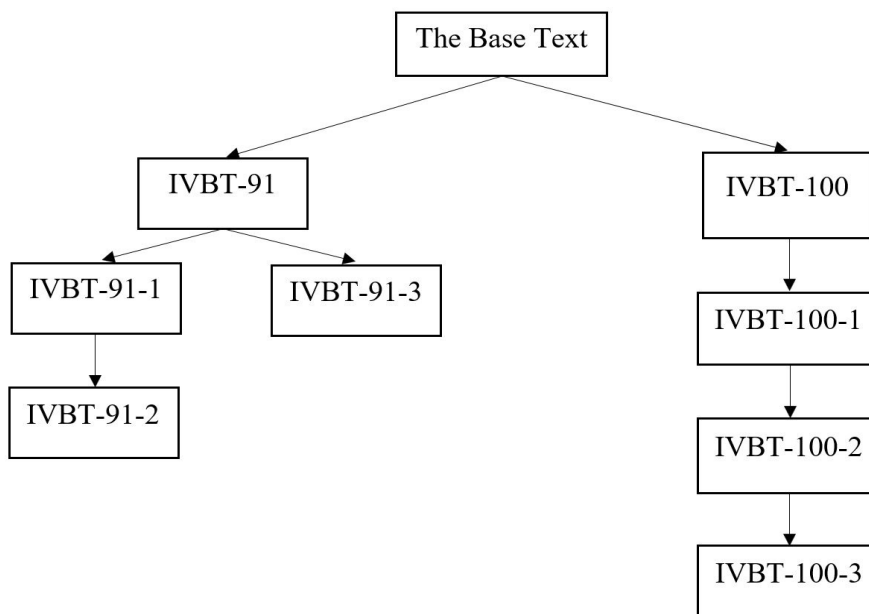 The Base Text
IVBT-91
IVBT-100
IVBT-91-1
IVBT-91-3
IVBT-100-1
IVBT-91-2
IVBT-100-2
IVBT-100-3